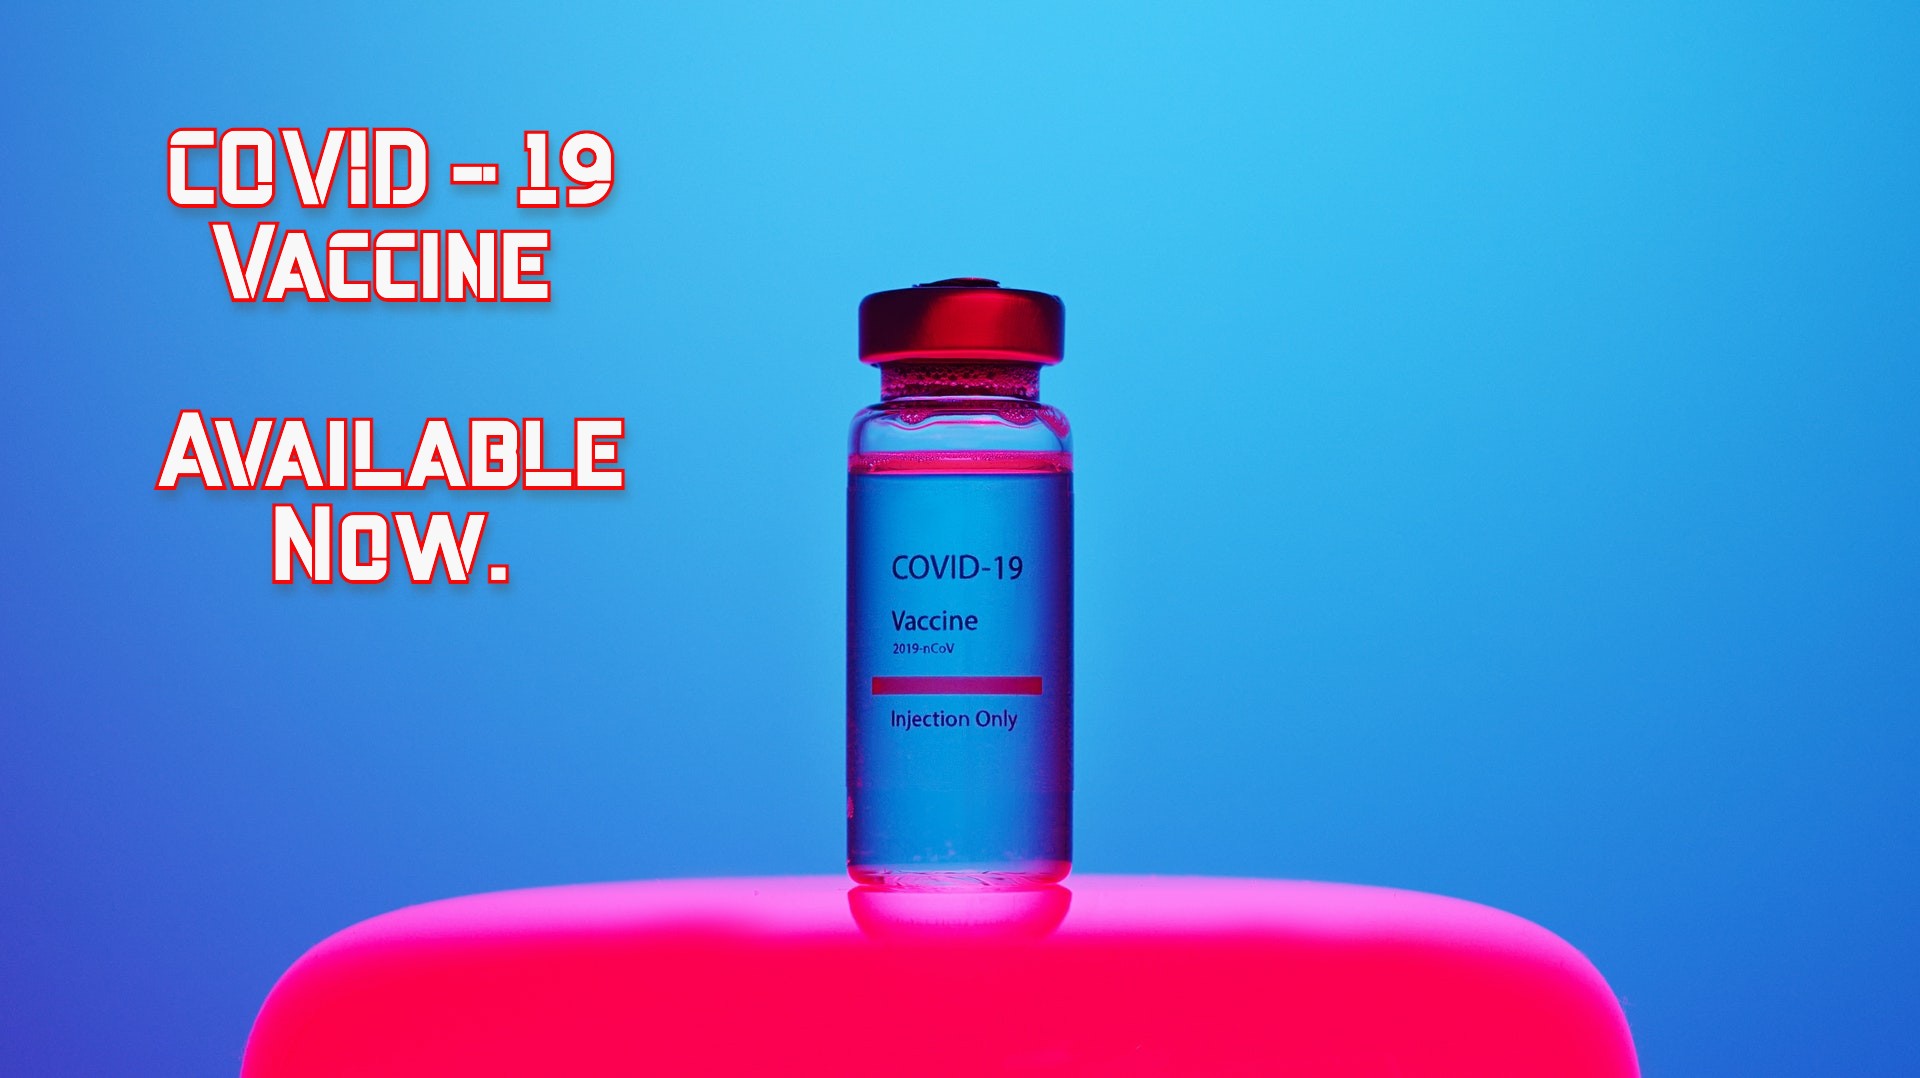 COVID - 19
VACCINE
AVAILABLE
NOW.
COVID-19
Vaccine
2019-nCoV
Injection Only